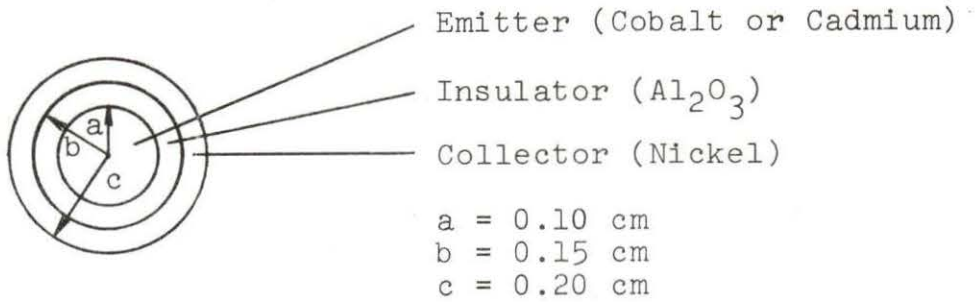 Emitter (Cobalt or Cadmium)
Insulator (Al₂O₃)
Collector (Nickel)
a
b
c
a = 0.10 cm
b = 0.15 cm
c = 0.20 cm